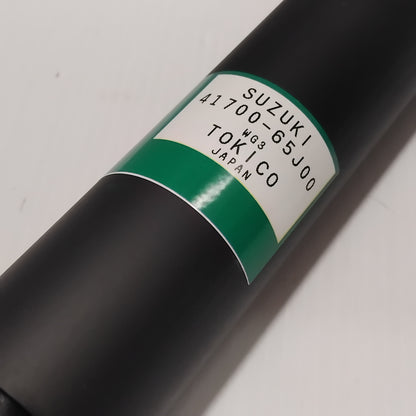 SUZUKI
41700-65J00
WG3
TOKICO
JAPAN